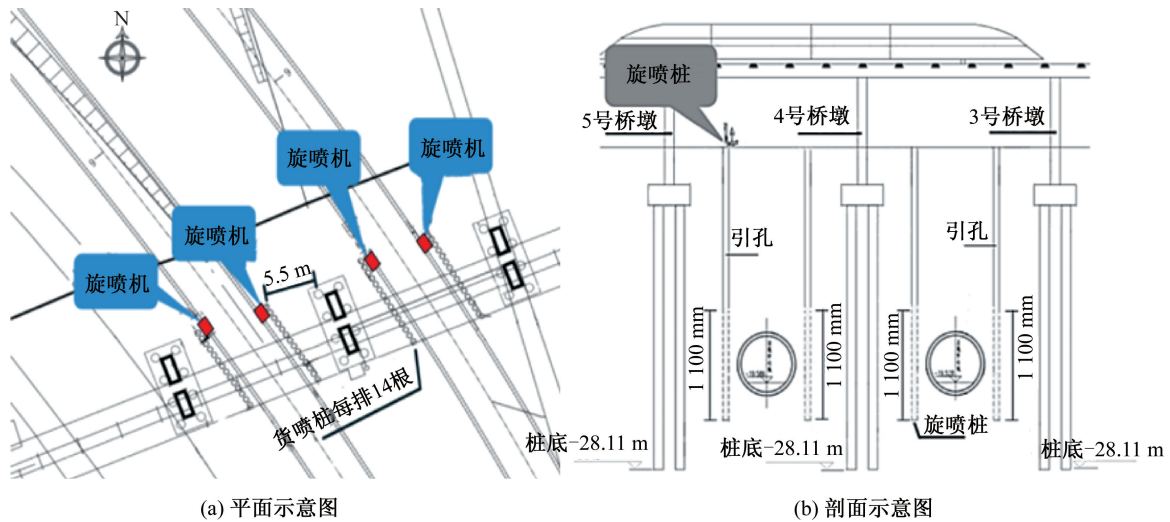 N
旋喷机
旋喷机
旋喷机
旋喷机
5.5 m
货喷桩每排14根
(a) 平面示意图
旋喷桩
5号桥墩
4号桥墩
3号桥墩
引孔
引孔
1 100 mm
1 100 mm
1 100 mm
1 100 mm
旋喷桩
桩底-28.11 m
桩底-28.11 m
桩底-28.11 m
(b) 剖面示意图